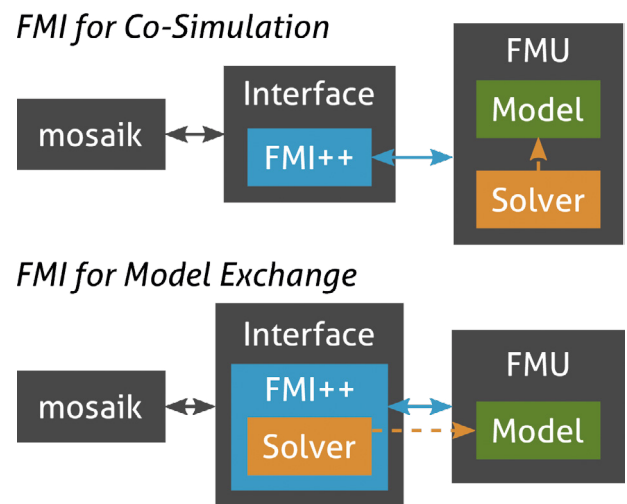 FMI for Co-Simulation
FMU
Interface
Model
mosaik
FMI++
Solver
FMI for Model Exchange
Interface
FMU
FMI++
mosaik
Solver
Model